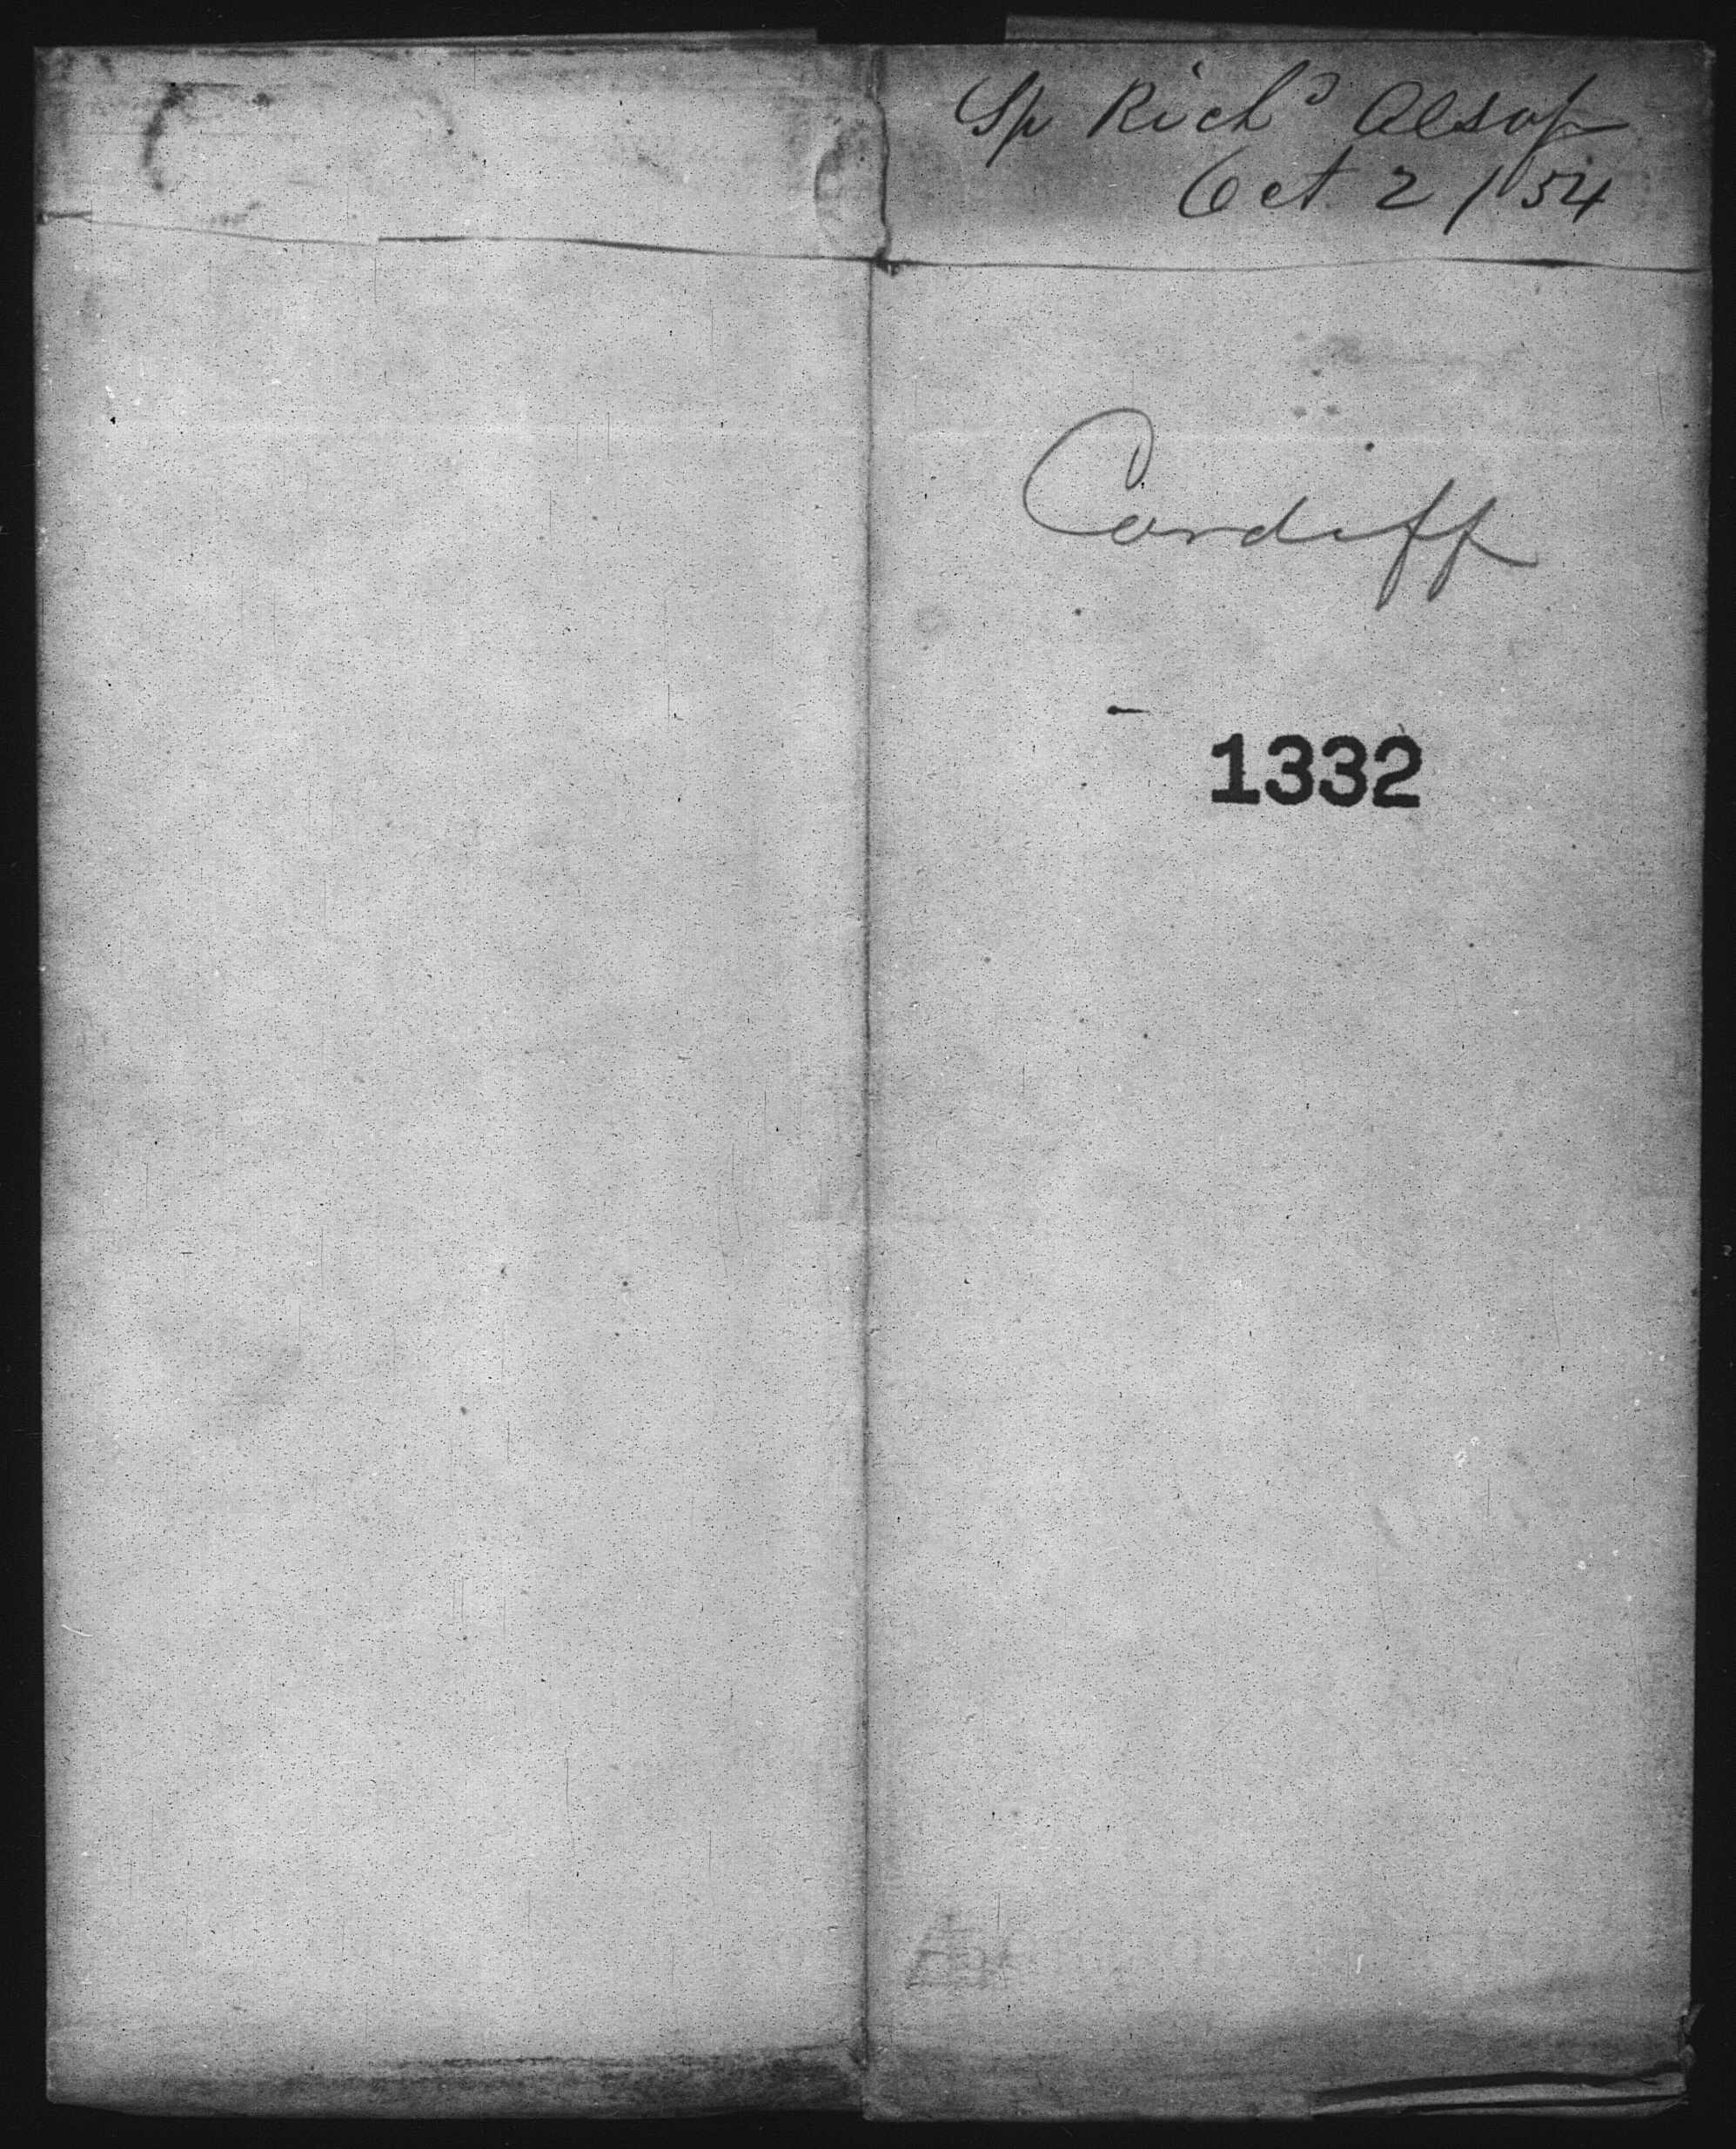 Sp Richd Alsop
Oct 2 / 54
Cardiff
1332